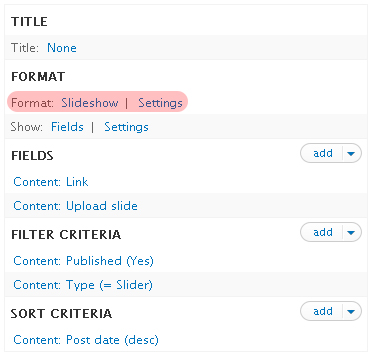 TITLE
Title: None
FORMAT
Format: Slideshow | Settings
Show: Fields | Settings
FIELDS add
Content: Link
Content: Upload slide
FILTER CRITERIA add
Content: Published (Yes)
Content: Type (= Slider)
SORT CRITERIA add
Content: Post date (desc)